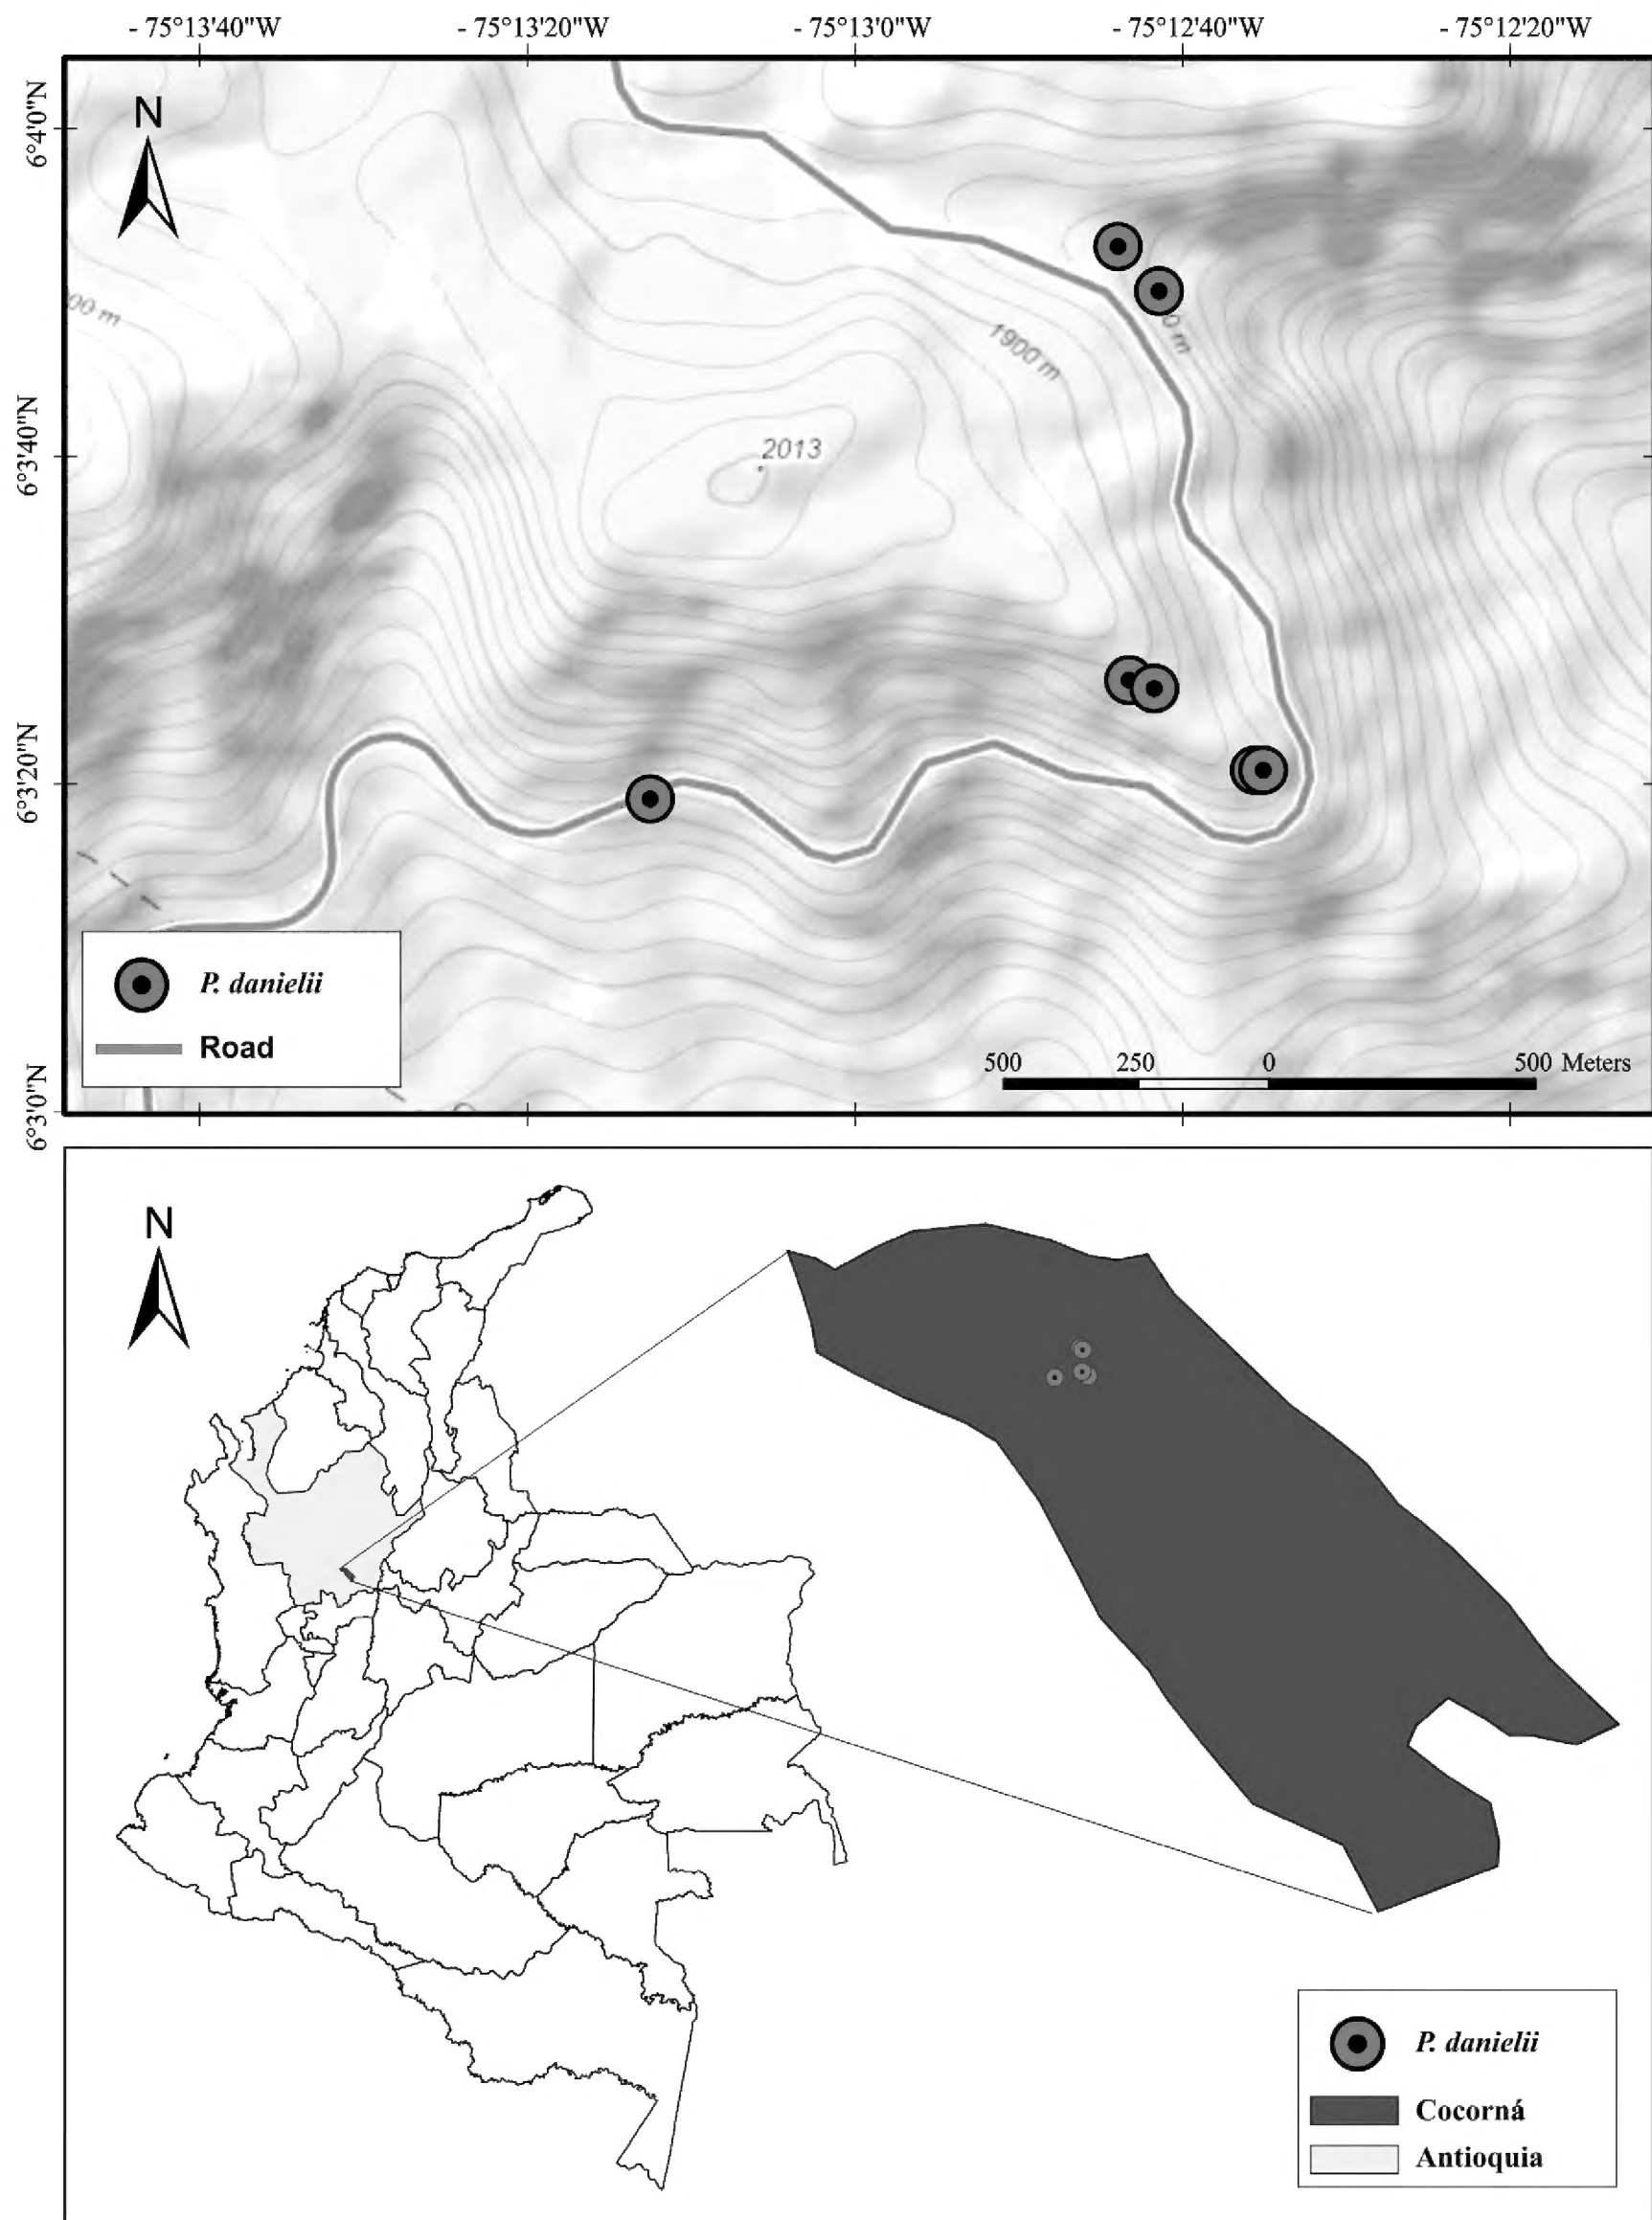 - 75°13'40"W - 75°13'20"W - 75°13'0"W - 75°12'40"W - 75°12'20"W
6°4'0"N
N
00 m
0 m
1900 m
6°3'40"N
2013
6°3'20"N
P. danielii
Road
500 250 0 500 Meters
6°3'0"N
N
P. danielii
Cocorná
Antioquia